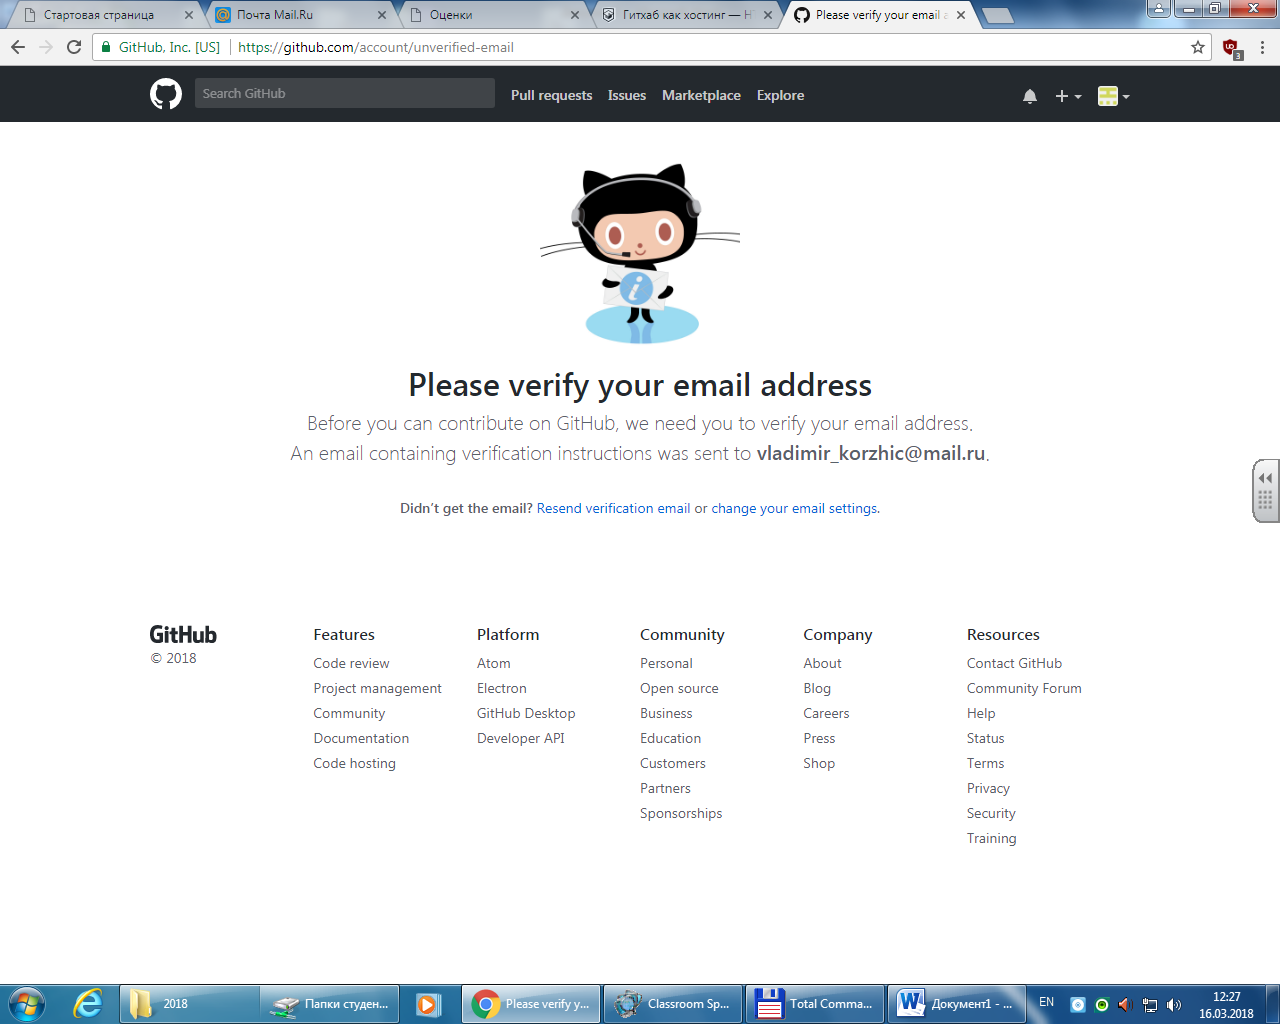 Стартовая страница
Почта Mail.Ru
Оценки
Гитхаб как хостинг — H
Please verify your email a
GitHub, Inc. [US]
https://github.com/account/unverified-email
3
Search GitHub
Pull requests Issues Marketplace Explore
Please verify your email address
Before you can contribute on GitHub, we need you to verify your email address.
An email containing verification instructions was sent to vladimir_korzhic@mail.ru.
Didn't get the email? Resend verification email or change your email settings.
GitHub
© 2018
Features
Code review
Project management
Community
Documentation
Code hosting
Platform
Atom
Electron
GitHub Desktop
Developer API
Community
Personal
Open source
Business
Education
Customers
Partners
Sponsorships
Company
About
Blog
Careers
Press
Shop
Resources
Contact GitHub
Community Forum
Help
Status
Terms
Privacy
Security
Training
2018
Папки студен...
Please verify y...
Classroom Sp...
Total Comma...
Документ1 - ...
EN
12:27
16.03.2018